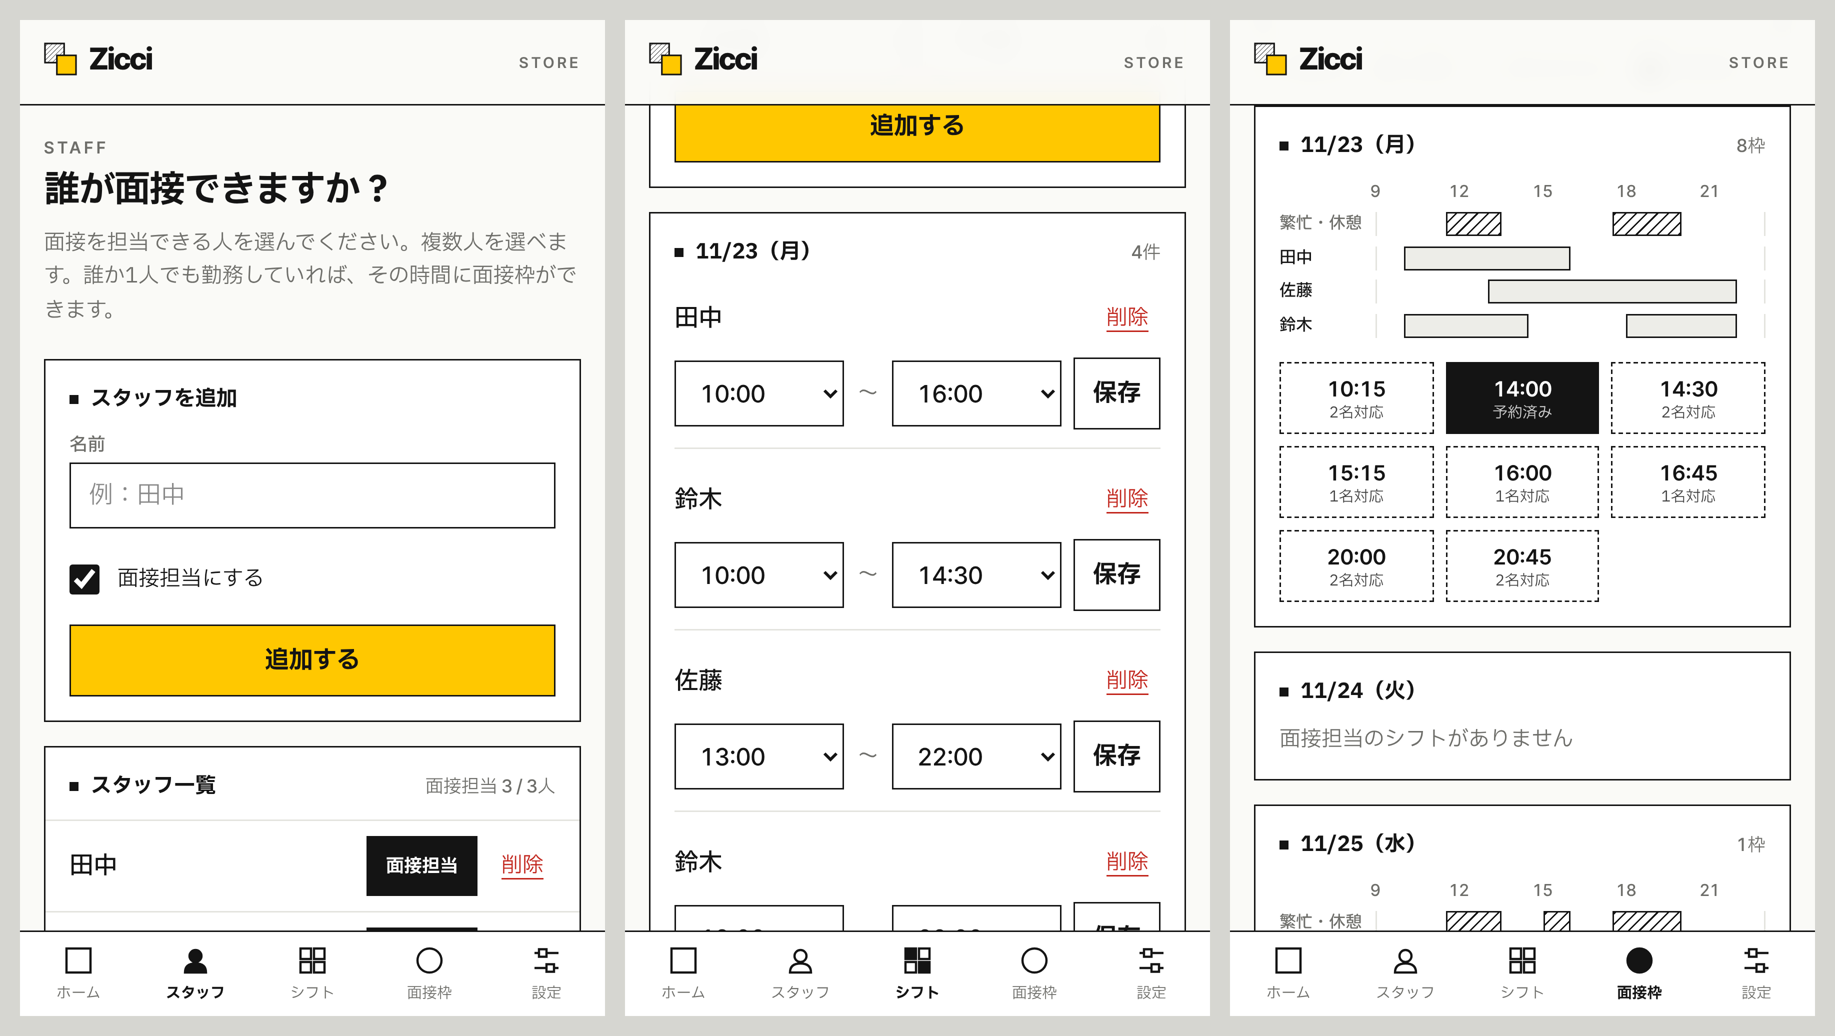 Zicci
STORE
STAFF
誰が面接できますか？
面接を担当できる人を選んでください。複数人を選べま
す。誰か1人でも勤務していれば、その時間に面接枠がで
きます。
スタッフを追加
名前
例：田中
面接担当にする
追加する
スタッフ一覧
面接担当 3 / 3人
田中
面接担当
削除
ホーム
スタッフ
シフト
面接枠
設定
Zicci
STORE
追加する
11/23（月）
4件
田中
削除
10:00
～
16:00
保存
鈴木
削除
10:00
～
14:30
保存
佐藤
削除
13:00
～
22:00
保存
鈴木
削除
ホーム
スタッフ
シフト
面接枠
設定
Zicci
STORE
11/23（月）
8枠
9 12 15 18 21
繁忙・休憩
田中
佐藤
鈴木
10:15
2名対応
14:00
予約済み
14:30
2名対応
15:15
1名対応
16:00
1名対応
16:45
1名対応
20:00
2名対応
20:45
2名対応
11/24（火）
面接担当のシフトがありません
11/25（水）
1枠
9 12 15 18 21
繁忙・休憩
ホーム
スタッフ
シフト
面接枠
設定